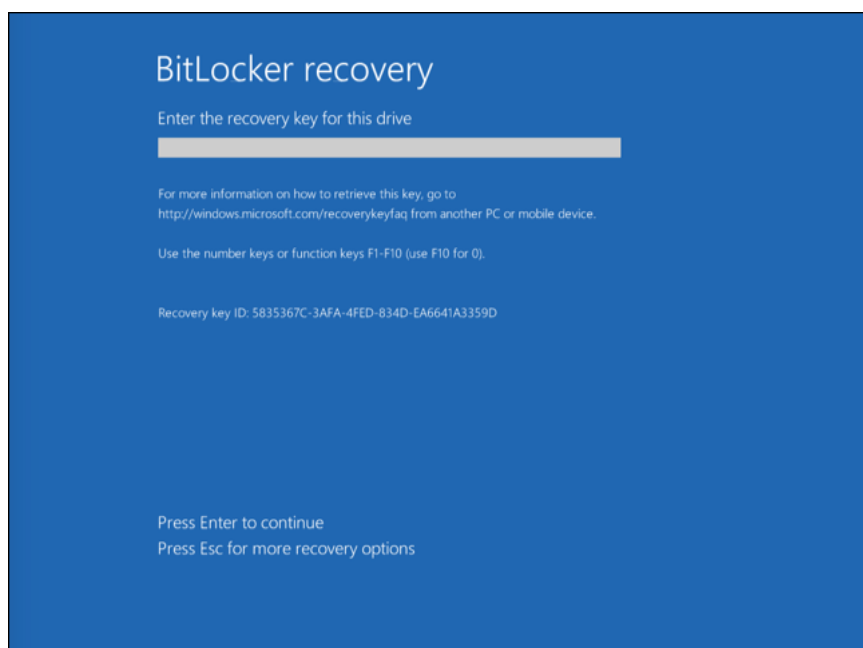 BitLocker recovery
Enter the recovery key for this drive
For more information on how to retrieve this key, go to
http://windows.microsoft.com/recoverykeyfaq from another PC or mobile device.
Use the number keys or function keys F1-F10 (use F10 for 0).
Recovery key ID: 5835367C-3AFA-4FED-834D-EA6641A3359D
Press Enter to continue
Press Esc for more recovery options